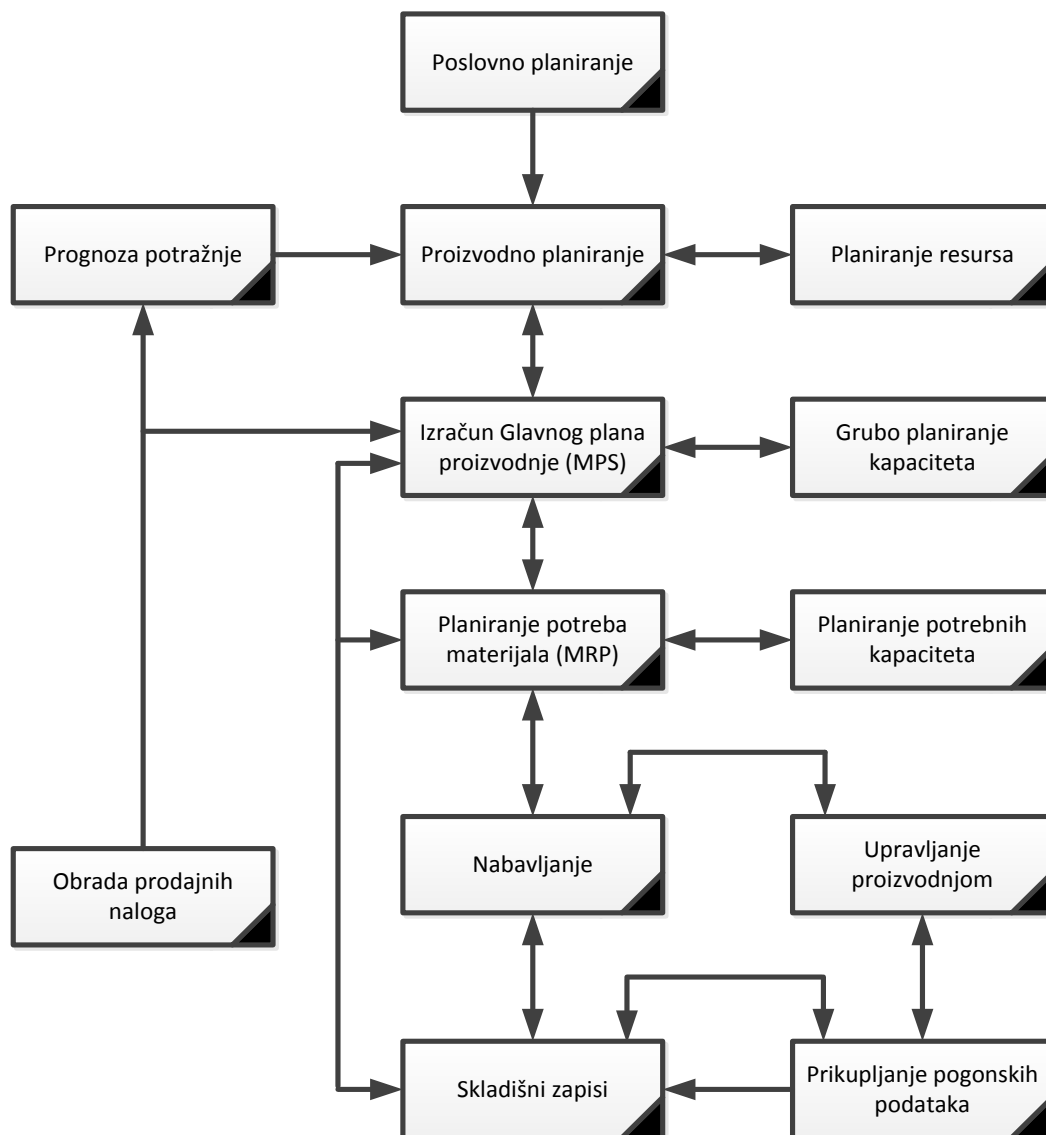 Poslovno planiranje
Prognoza potražnje
Proizvodno planiranje
Planiranje resursa
Izračun Glavnog plana
proizvodnje (MPS)
Grubo planiranje
kapaciteta
Planiranje potreba
materijala (MRP)
Planiranje potrebnih
kapaciteta
Obrada prodajnih
naloga
Nabavljanje
Upravljanje
proizvodnjom
Skladišni zapisi
Prikupljanje pogonskih
podataka